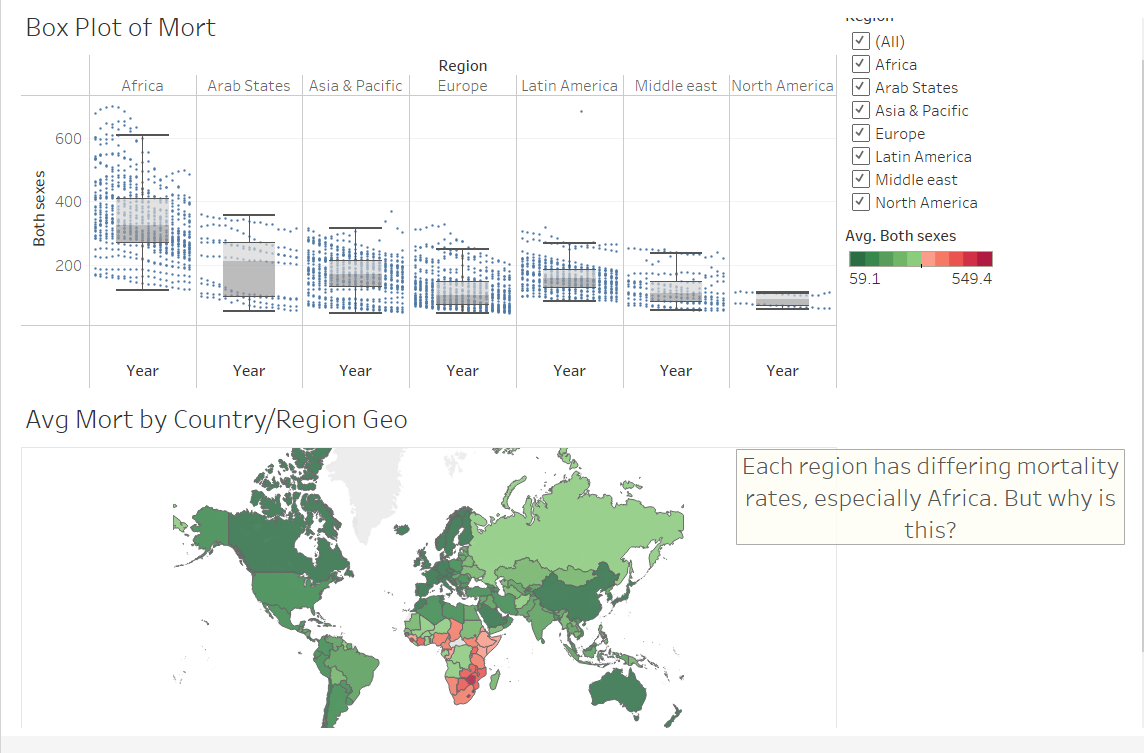 Box Plot of Mort
Region
Region
Africa
Arab States
Asia & Pacific
Europe
Latin America
Middle east
North America
600
400
200
Both sexes
Year
Year
Year
Year
Year
Year
Year
(All)
Africa
Arab States
Asia & Pacific
Europe
Latin America
Middle east
North America
Avg. Both sexes
59.1
549.4
Avg Mort by Country/Region Geo
Each region has differing mortality
rates, especially Africa. But why is
this?